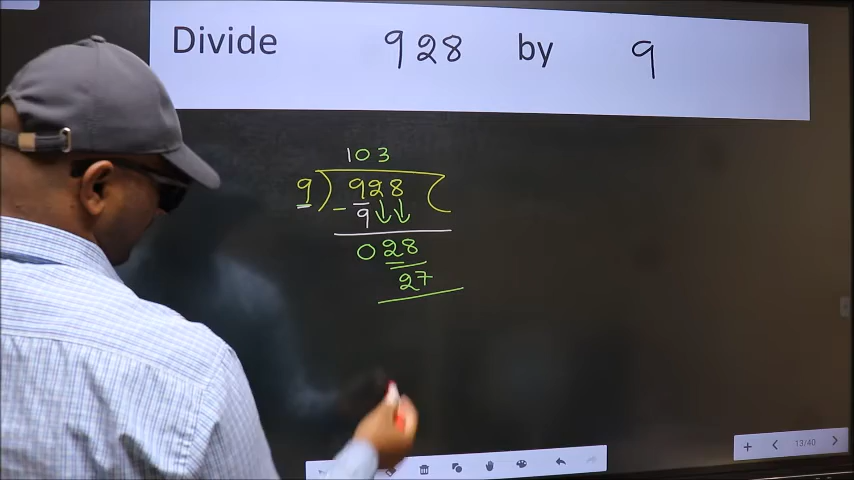 Divide 928 by 9
103
9 ) 928 (
- 9 ↓↓
028
27
13/40